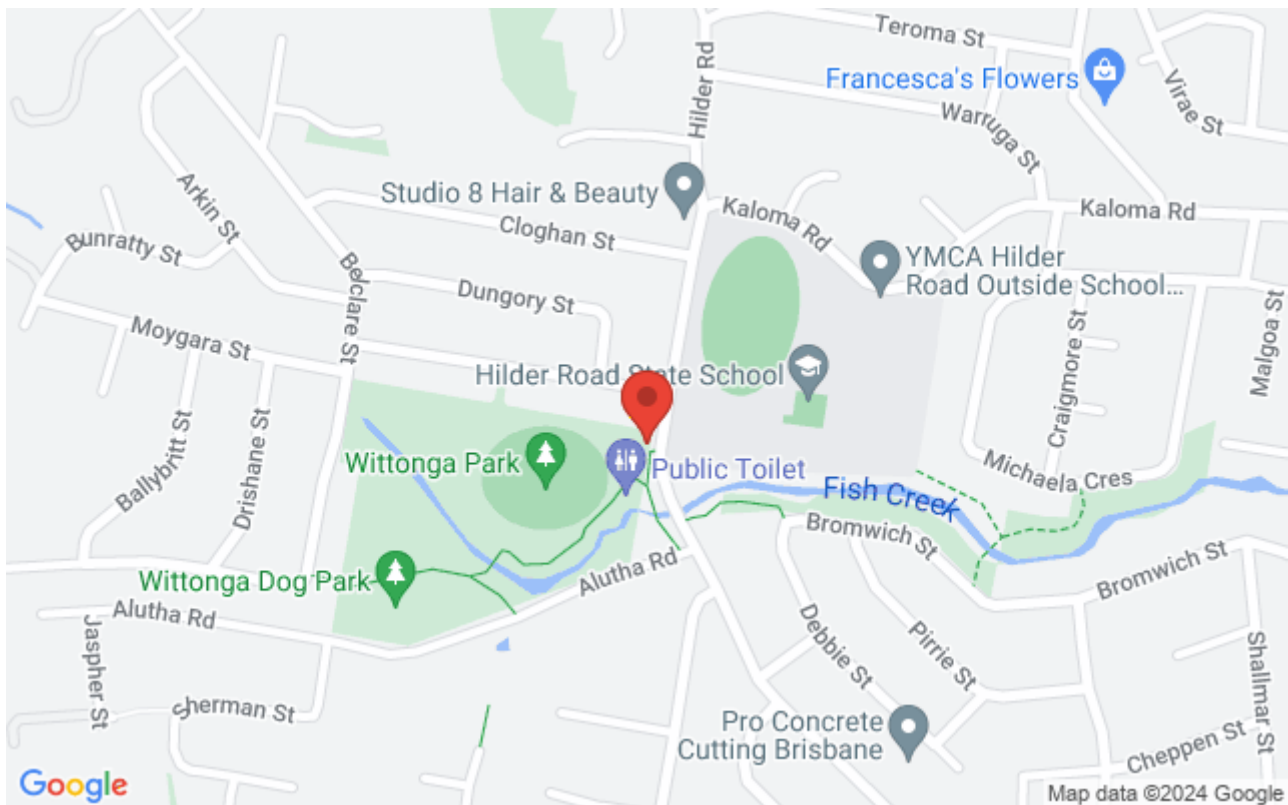 Teroma St
Hilder Rd
Francesca's Flowers
Virae St
Warruga St
Studio 8 Hair & Beauty
Arkin St
Cloghan St
Kaloma Rd
Kaloma Rd
Bunratty St
Belclare St
YMCA Hilder
Road Outside School...
Dungory St
Moygara St
Malgoa St
Craigmore St
Hilder Road State School
Ballybritt St
Drishane St
Wittonga Park
Public Toilet
Michaela Cres
Fish Creek
Bromwich St
Wittonga Dog Park
Alutha Rd
Bromwich St
Alutha Rd
Jaspher St
Debbie St
Pirrie St
Shallmar St
Sherman St
Pro Concrete
Cutting Brisbane
Cheppen St
Google
Map data ©2024 Google